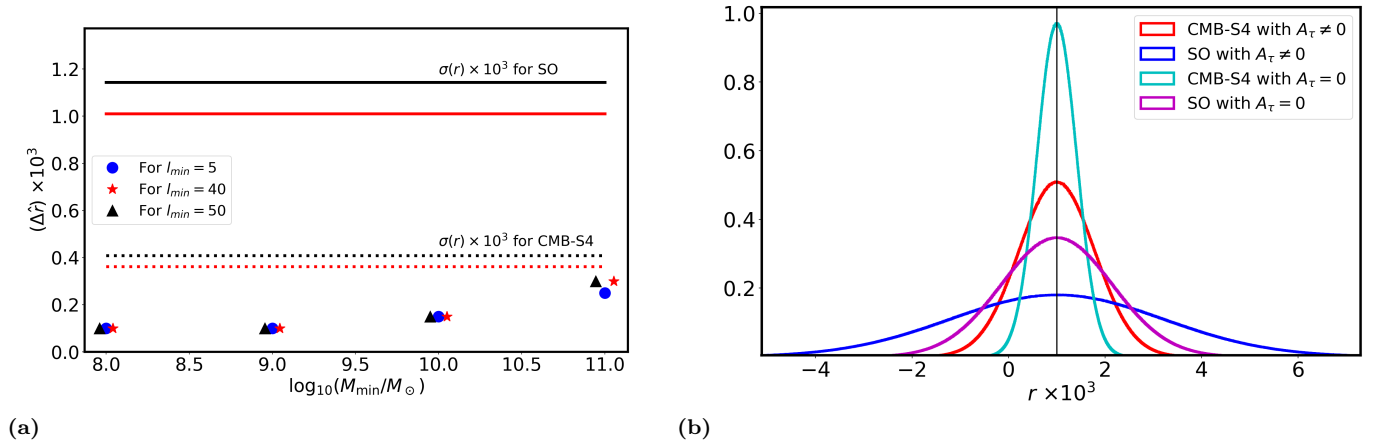 1.2
1.0
0.8
0.6
0.4
0.2
0.0
(Δr̂) ×10³
σ(r) × 10³ for SO
For l_min = 5
For l_min = 40
For l_min = 50
σ(r) × 10³ for CMB-S4
8.0 8.5 9.0 9.5 10.0 10.5 11.0
log₁₀(M_min/M_⊙)
(a)
1.0
0.8
0.6
0.4
0.2
CMB-S4 with A_τ ≠ 0
SO with A_τ ≠ 0
CMB-S4 with A_τ = 0
SO with A_τ = 0
−4 −2 0 2 4 6
r ×10³
(b)